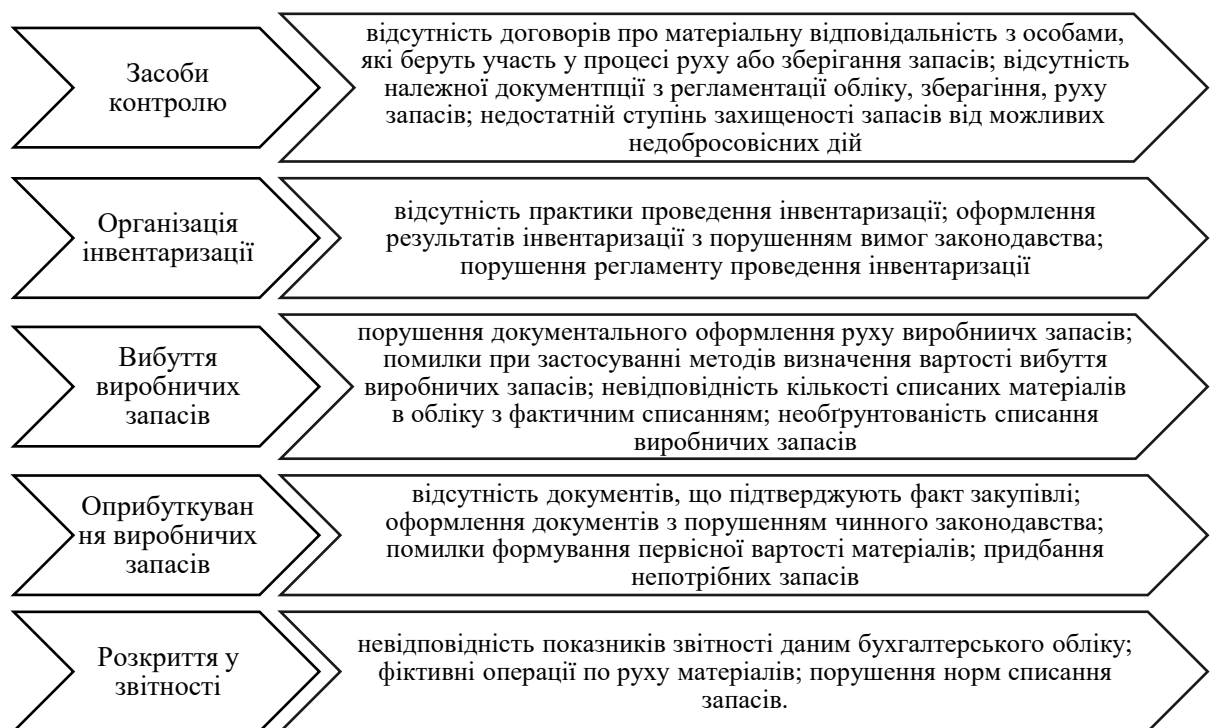 Засоби
контролю
відсутність договорів про матеріальну відповідальність з особами,
які беруть участь у процесі руху або зберігання запасів; відсутність
належної документпції з регламентації обліку, зберагіння, руху
запасів; недостатній ступінь захищеності запасів від можливих
недобросовісних дій
Організація
інвентаризації
відсутність практики проведення інвентаризації; оформлення
результатів інвентаризації з порушенням вимог законодавства;
порушення регламенту проведення інвентаризації
Вибуття
виробничих
запасів
порушення документального оформлення руху виробниичх запасів;
помилки при застосуванні методів визначення вартості вибуття
виробничих запасів; невідповідність кількості списаних матеріалів
в обліку з фактичним списанням; необґрунтованість списання
виробничих запасів
Оприбуткуван
ня виробничих
запасів
відсутність документів, що підтверджують факт закупівлі;
оформлення документів з порушенням чинного законодавства;
помилки формування первісної вартості матеріалів; придбання
непотрібних запасів
Розкриття у
звітності
невідповідність показників звітності даним бухгалтерського обліку;
фіктивні операції по руху матеріалів; порушення норм списання
запасів.